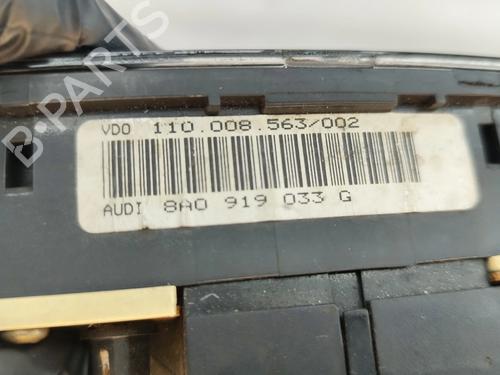 B-PARTS
VDO 110.008.563/002
AUDI 8A0 919 033 G